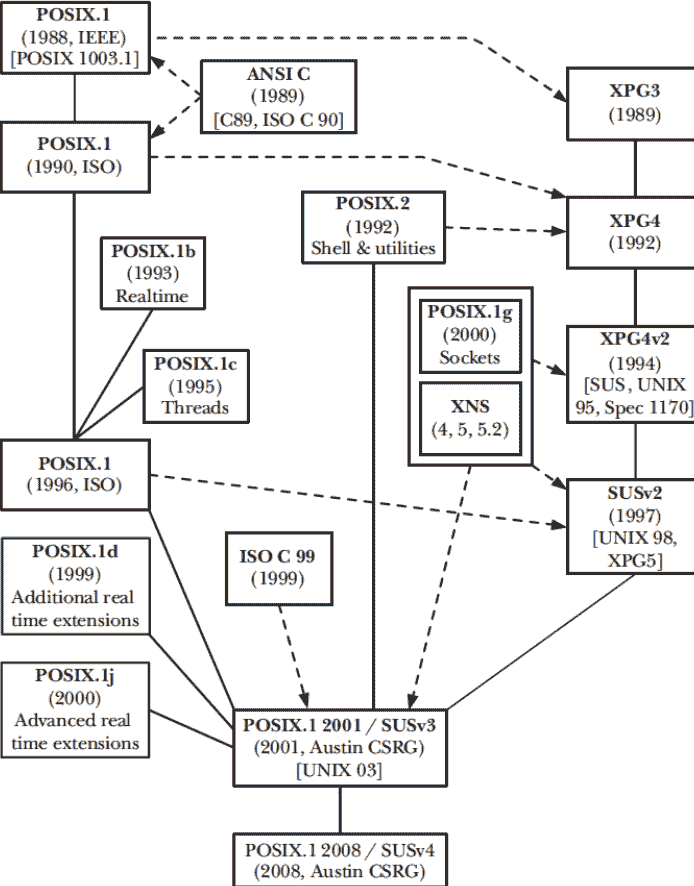 POSIX.1
(1988, IEEE)
[POSIX 1003.1]
ANSI C
(1989)
[C89, ISO C 90]
XPG3
(1989)
POSIX.1
(1990, ISO)
POSIX.2
(1992)
Shell & utilities
XPG4
(1992)
POSIX.1b
(1993)
Realtime
POSIX.1g
(2000)
Sockets
XNS
(4, 5, 5.2)
XPG4v2
(1994)
[SUS, UNIX
95, Spec 1170]
POSIX.1c
(1995)
Threads
POSIX.1
(1996, ISO)
SUSv2
(1997)
[UNIX 98,
XPG5]
POSIX.1d
(1999)
Additional real
time extensions
ISO C 99
(1999)
POSIX.1j
(2000)
Advanced real
time extensions
POSIX.1 2001 / SUSv3
(2001, Austin CSRG)
[UNIX 03]
POSIX.1 2008 / SUSv4
(2008, Austin CSRG)